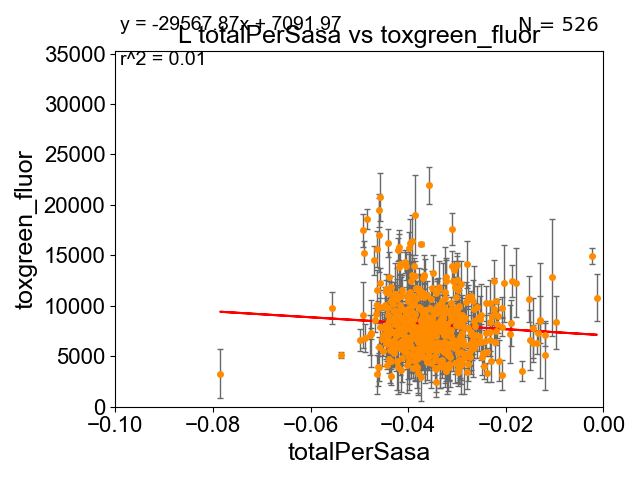 y = -29567.87x + 7091.97
N = 526
L totalPerSasa vs toxgreen_fluor
r^2 = 0.01
35000
30000
25000
20000
15000
10000
5000
0
toxgreen_fluor
−0.10 −0.08 −0.06 −0.04 −0.02 0.00
totalPerSasa